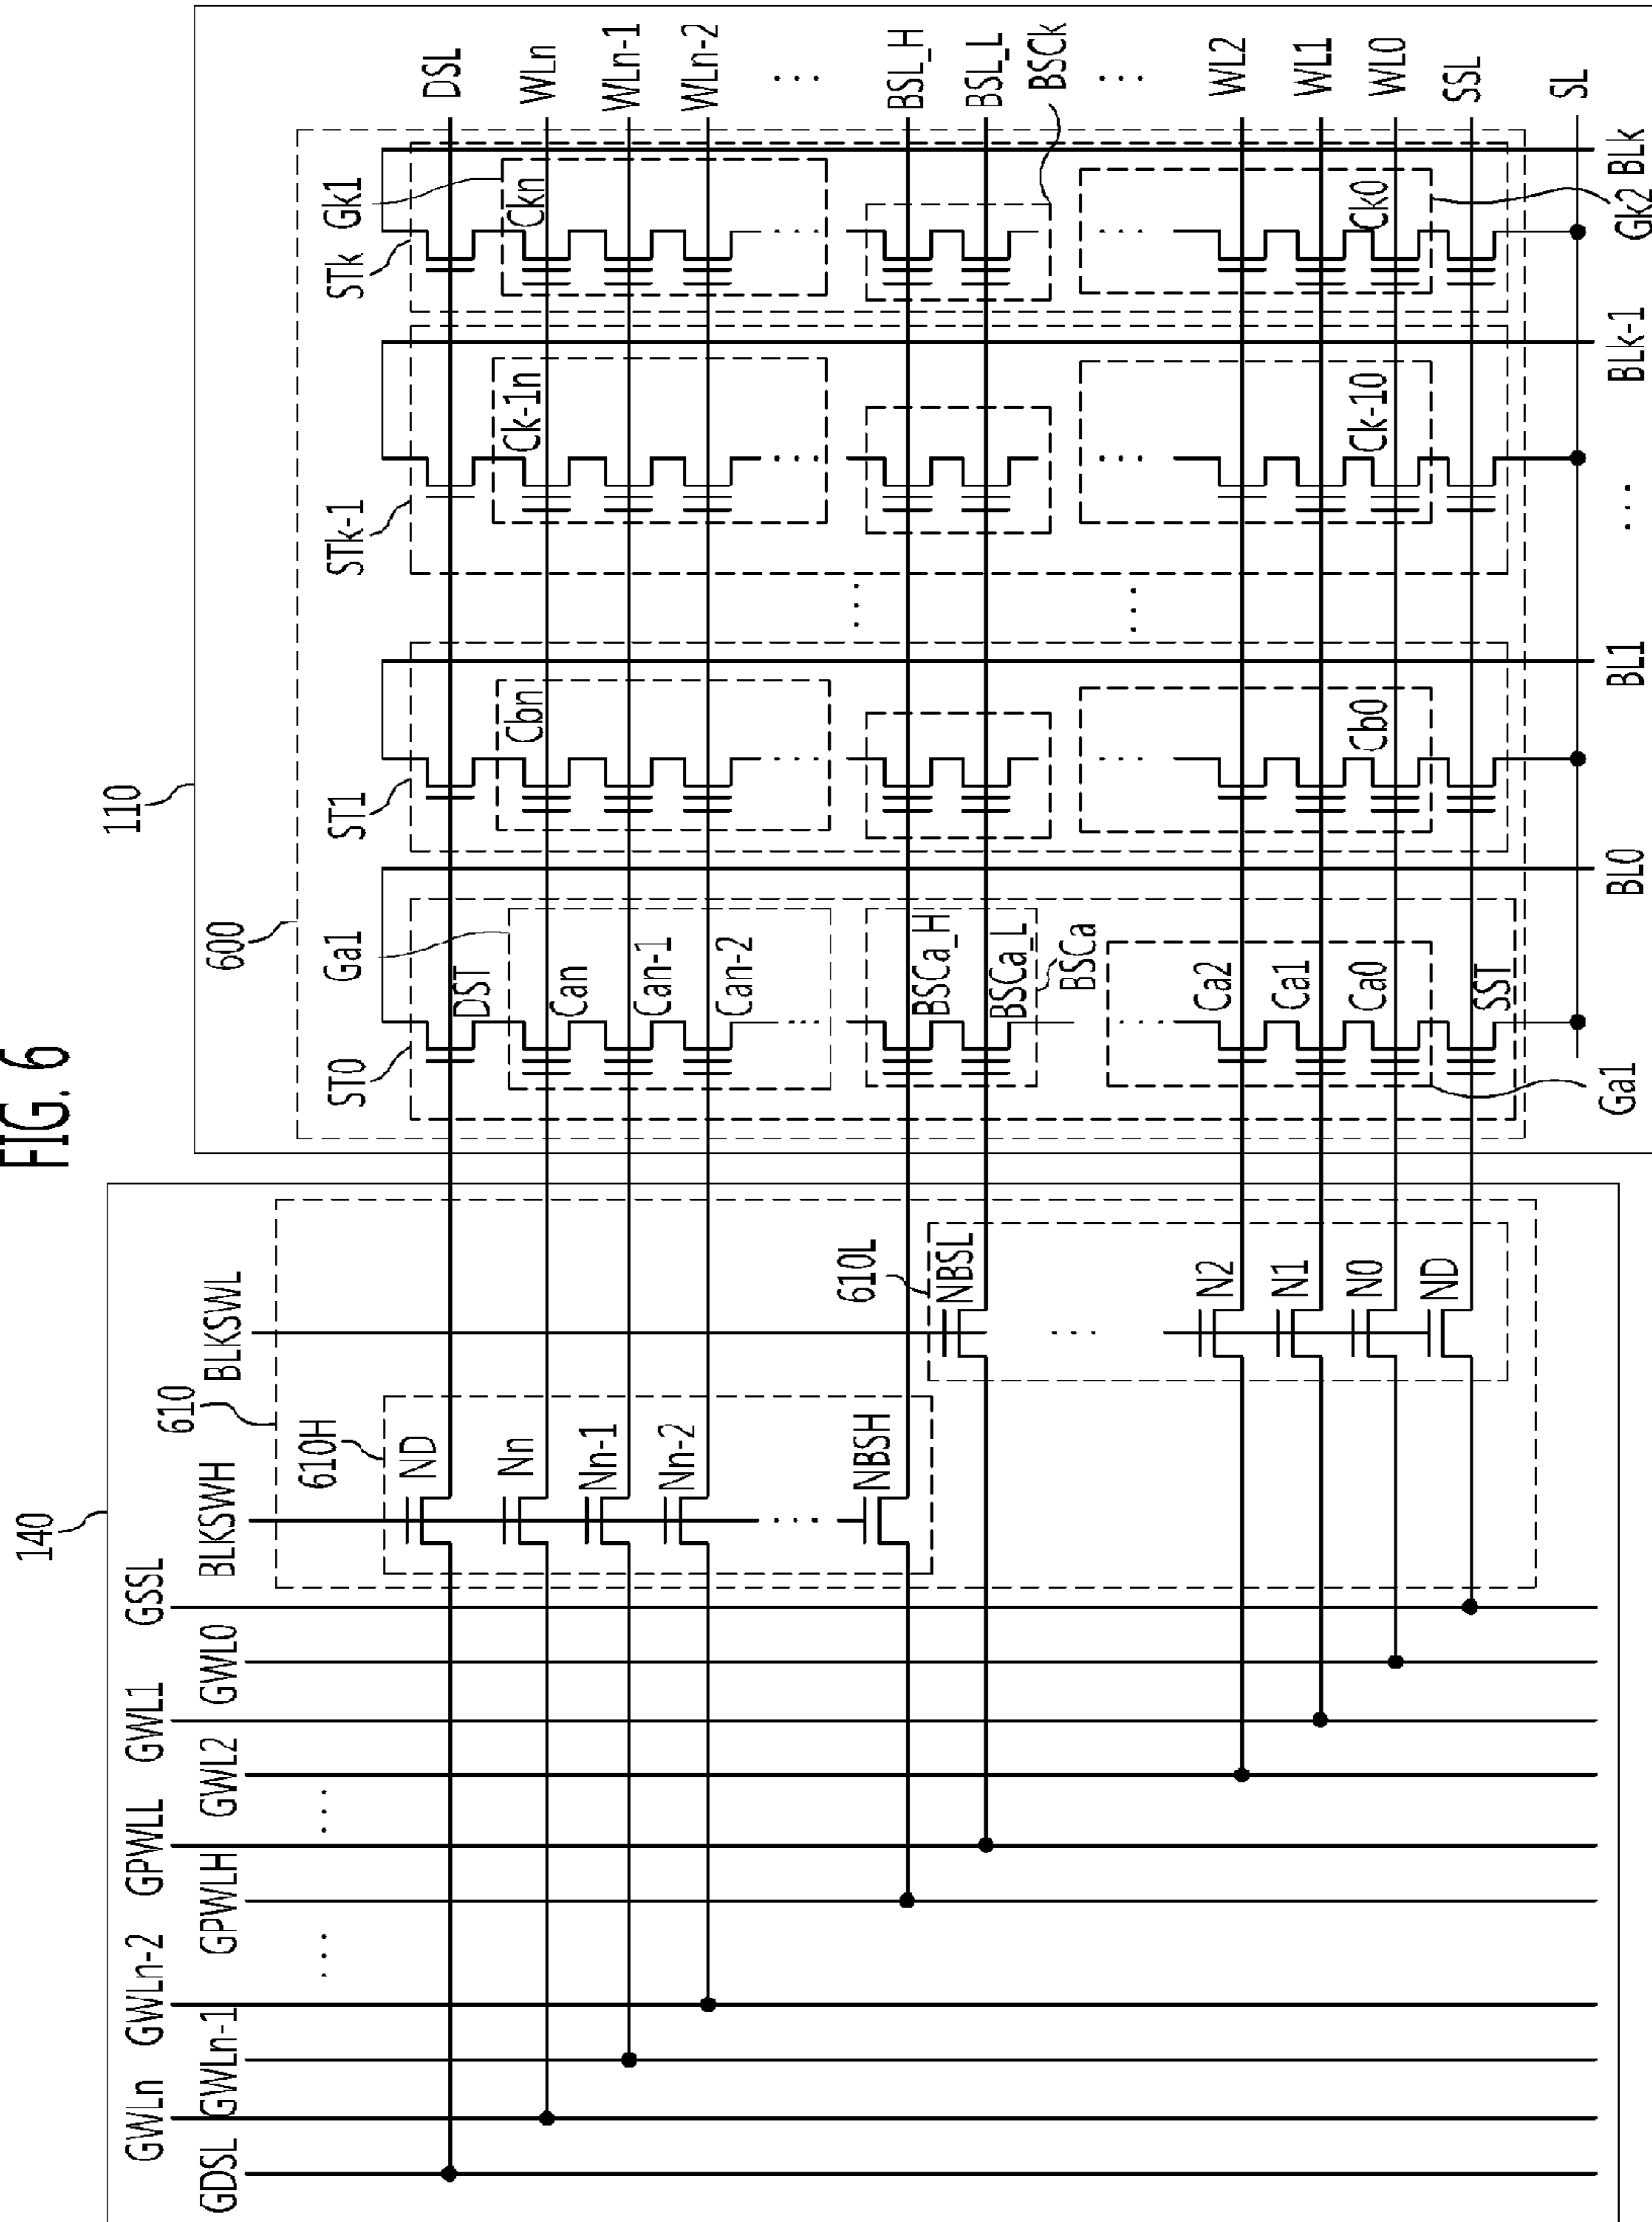 FIG. 6
140
GWLn
GWLn-2
GPWLL
GWL1
GSSL
GDSL
GWLn-1
GPWLH
GWL2
GWL0
BLKSWH
BLKSWL
...
...
610
610H
ND
Nn
Nn-1
Nn-2
...
NBSH
610L
NBSL
...
N2
N1
N0
ND
110
600
ST0
Ga1
DST
Can
Can-1
Can-2
...
BSCa_H
BSCa_L
BSCa
...
Ca2
Ca1
Ca0
SST
Ga1
BL0
ST1
Cbn
...
...
Cb0
BL1
...
...
STk-1
Ck-1n
...
...
Ck-10
...
BLk-1
STk
Gk1
Ckn
...
...
Ck0
Gk2
BLk
DSL
WLn
WLn-1
WLn-2
...
BSL_H
BSL_L
BSCk
...
WL2
WL1
WL0
SSL
SL